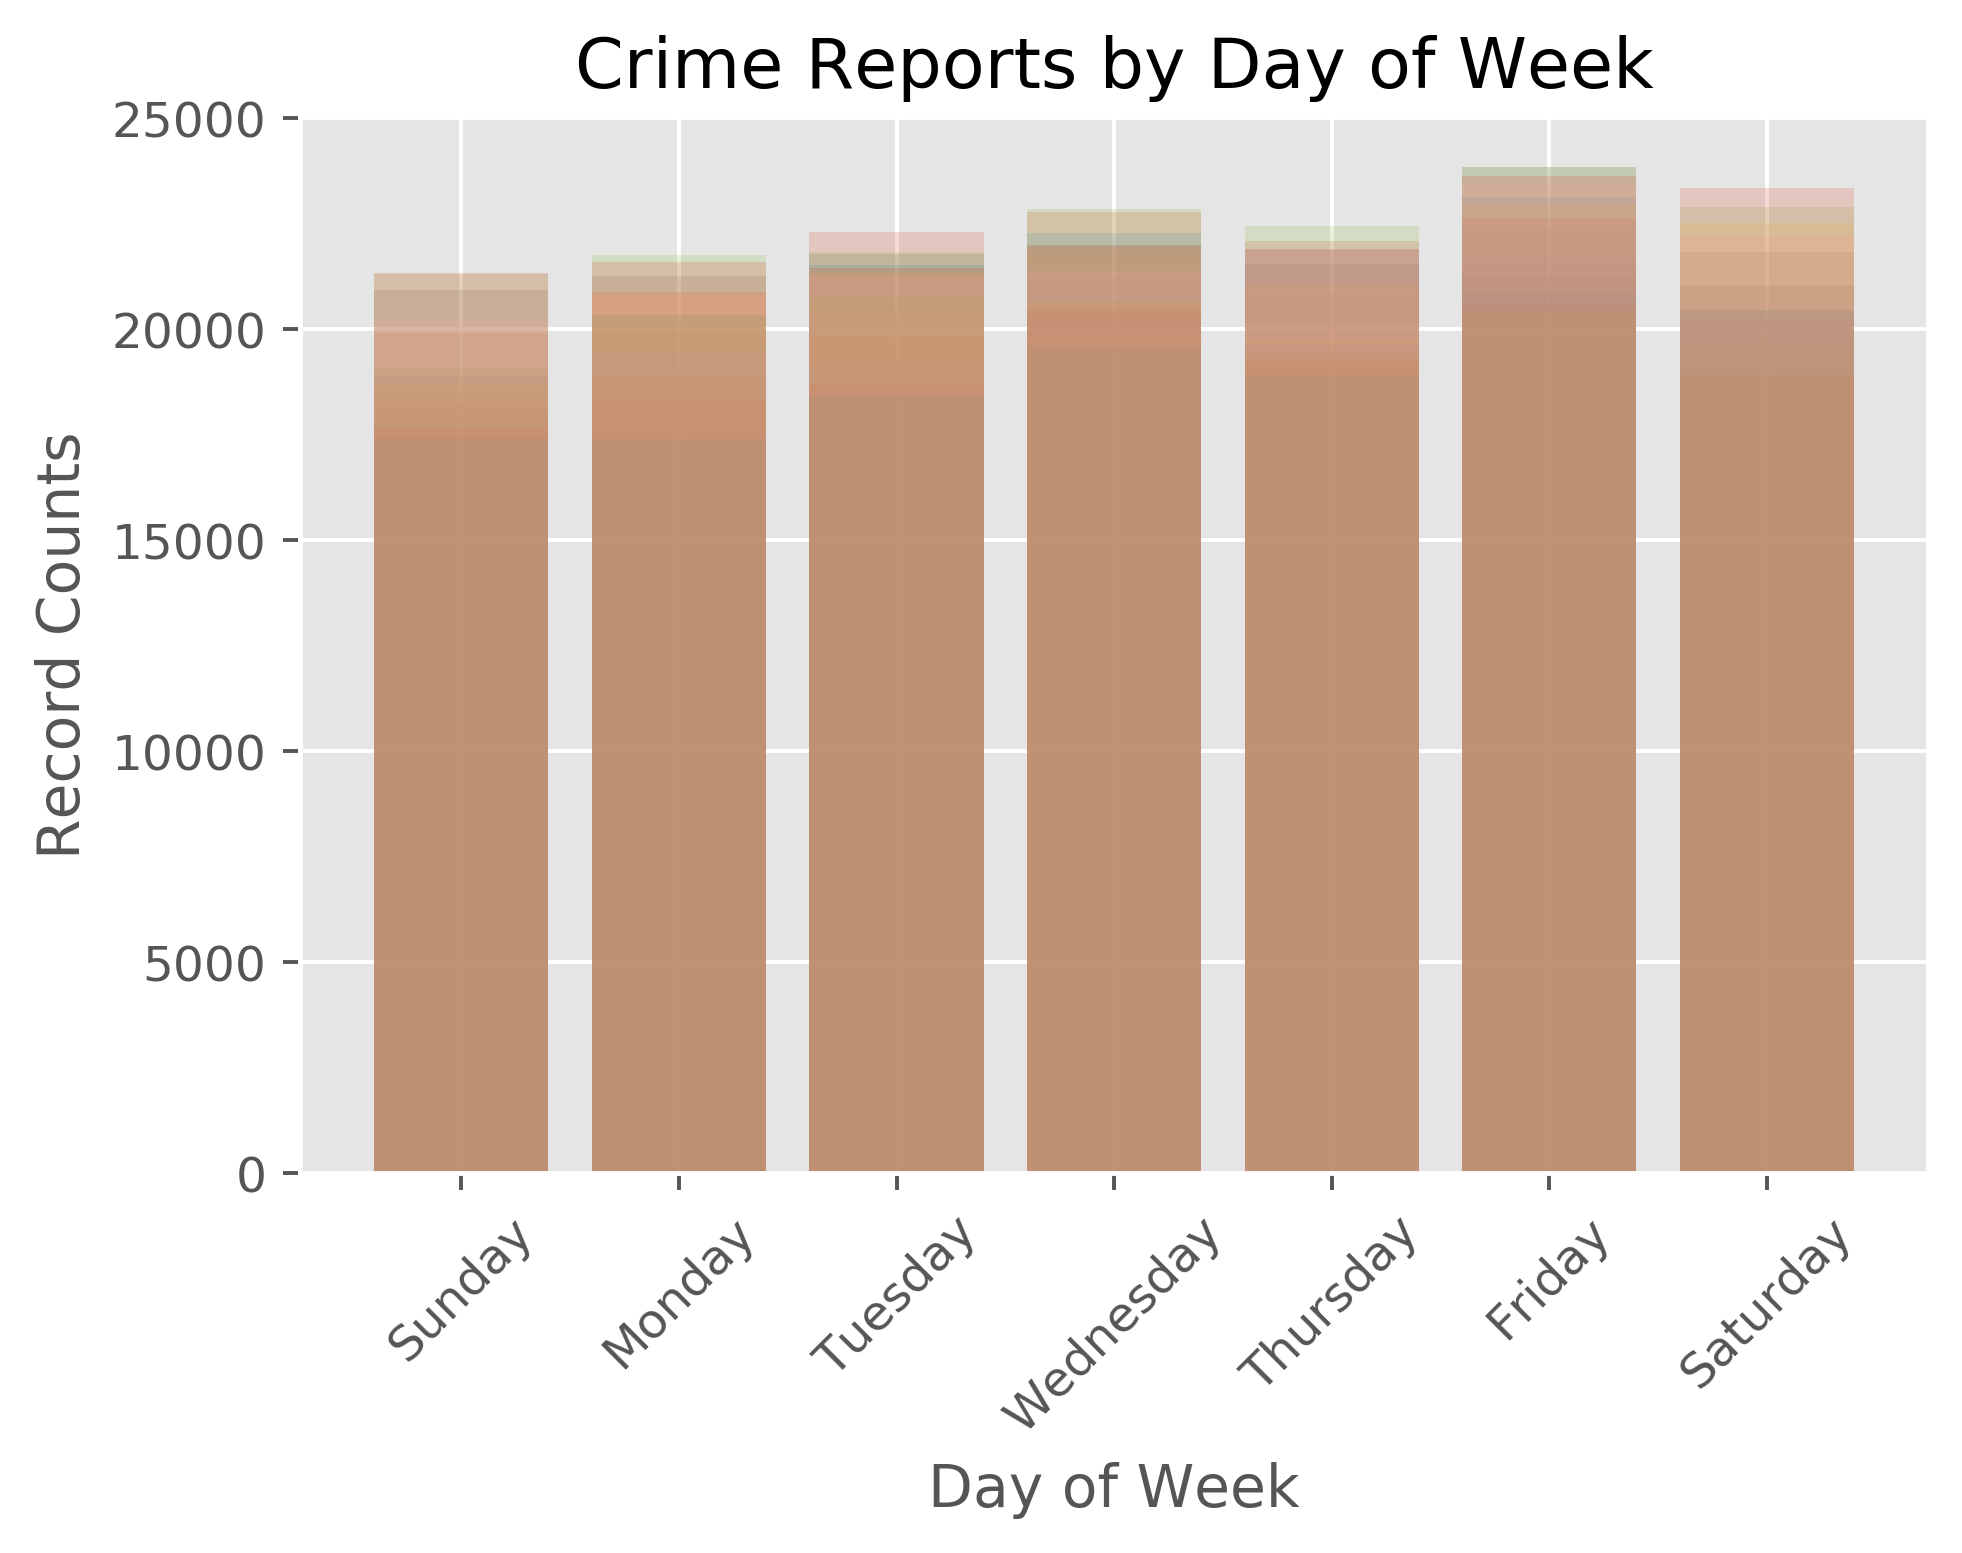 Crime Reports by Day of Week
25000
20000
15000
10000
5000
0
Record Counts
Sunday
Monday
Tuesday
Wednesday
Thursday
Friday
Saturday
Day of Week